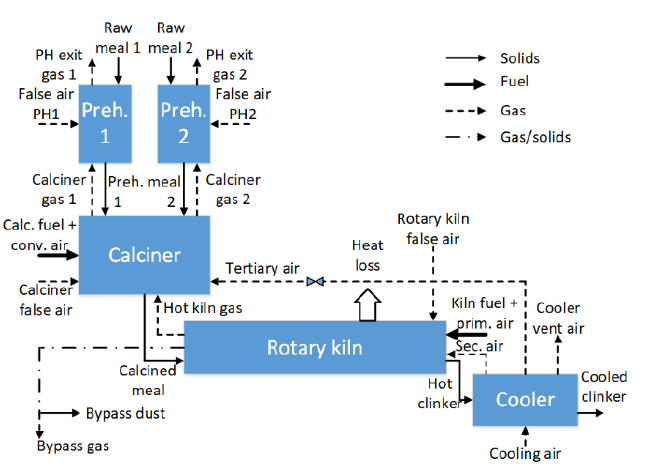 Raw
meal 1
Raw
meal 2
PH exit
gas 1
PH exit
gas 2
False air
PH1
False air
PH2
Preh.
1
Preh.
2
Solids
Fuel
Gas
Gas/solids
Calciner
gas 1
Preh. meal
1
2
Calciner
gas 2
Calc. fuel +
conv. air
Calciner
Calciner
false air
Tertiary air
Heat
loss
Rotary kiln
false air
Hot kiln gas
Kiln fuel +
prim. air
Sec. air
Cooler
vent air
Rotary kiln
Calcined
meal
Hot
clinker
Cooler
Cooled
clinker
Bypass dust
Bypass gas
Cooling air